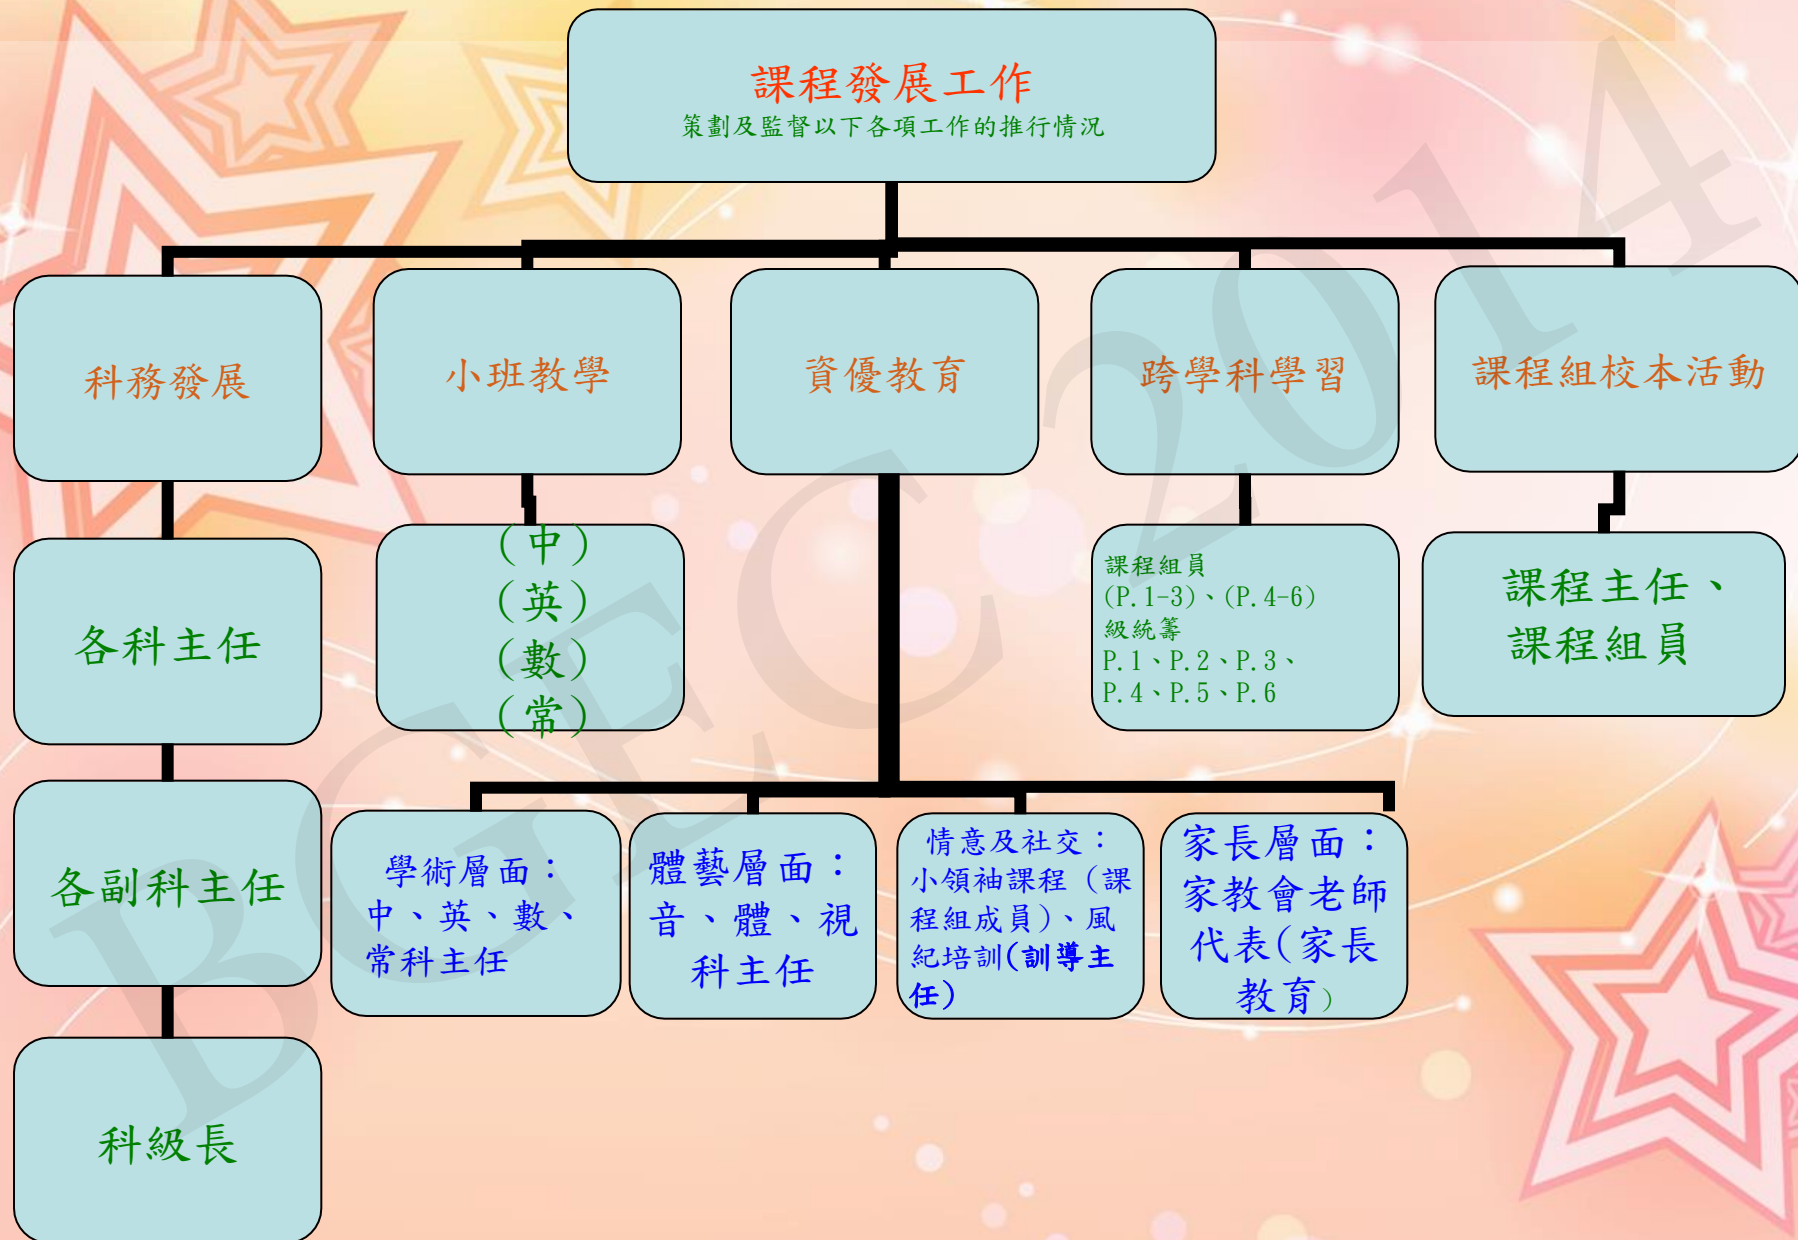 課程發展工作
策劃及監督以下各項工作的推行情況
科務發展
小班教學
資優教育
跨學科學習
課程組校本活動
各科主任
(中)
(英)
(數)
(常)
課程組員
(P.1-3)、(P.4-6)
級統籌
P.1、P.2、P.3、
P.4、P.5、P.6
課程主任、
課程組員
各副科主任
學術層面：
中、英、數、
常科主任
體藝層面：
音、體、視
科主任
情意及社交：
小領袖課程（課
程組成員）、風
紀培訓(訓導主
任)
家長層面：
家教會老師
代表(家長
教育）
科級長
BGEC 2014